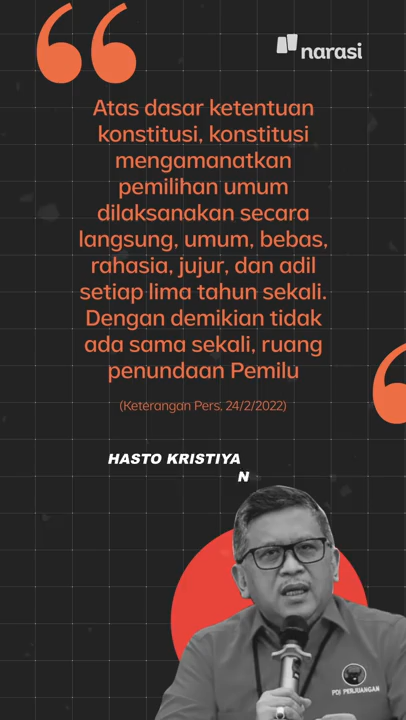 narasi
Atas dasar ketentuan
konstitusi, konstitusi
mengamanatkan
pemilihan umum
dilaksanakan secara
langsung, umum, bebas,
rahasia, jujur, dan adil
setiap lima tahun sekali.
Dengan demikian tidak
ada sama sekali, ruang
penundaan Pemilu
(Keterangan Pers, 24/2/2022)
HASTO KRISTIYA
N
PDI PERJUANGAN